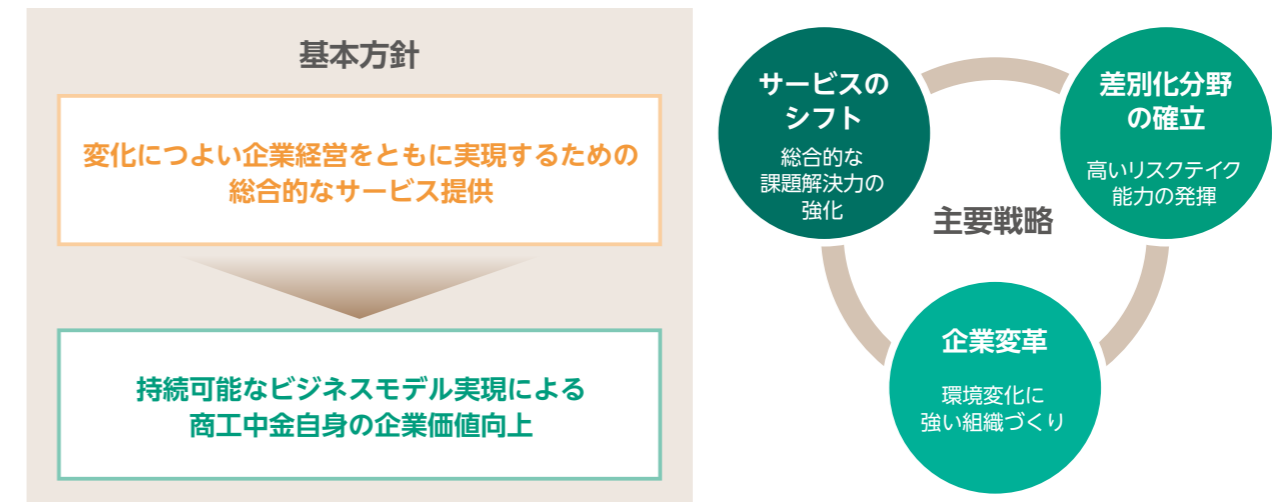 基本方針
変化につよい企業経営をともに実現するための
総合的なサービス提供
持続可能なビジネスモデル実現による
商工中金自身の企業価値向上
サービスの
シフト
総合的な
課題解決力の
強化
差別化分野
の確立
高いリスクテイク
能力の発揮
主要戦略
企業変革
環境変化に
強い組織づくり